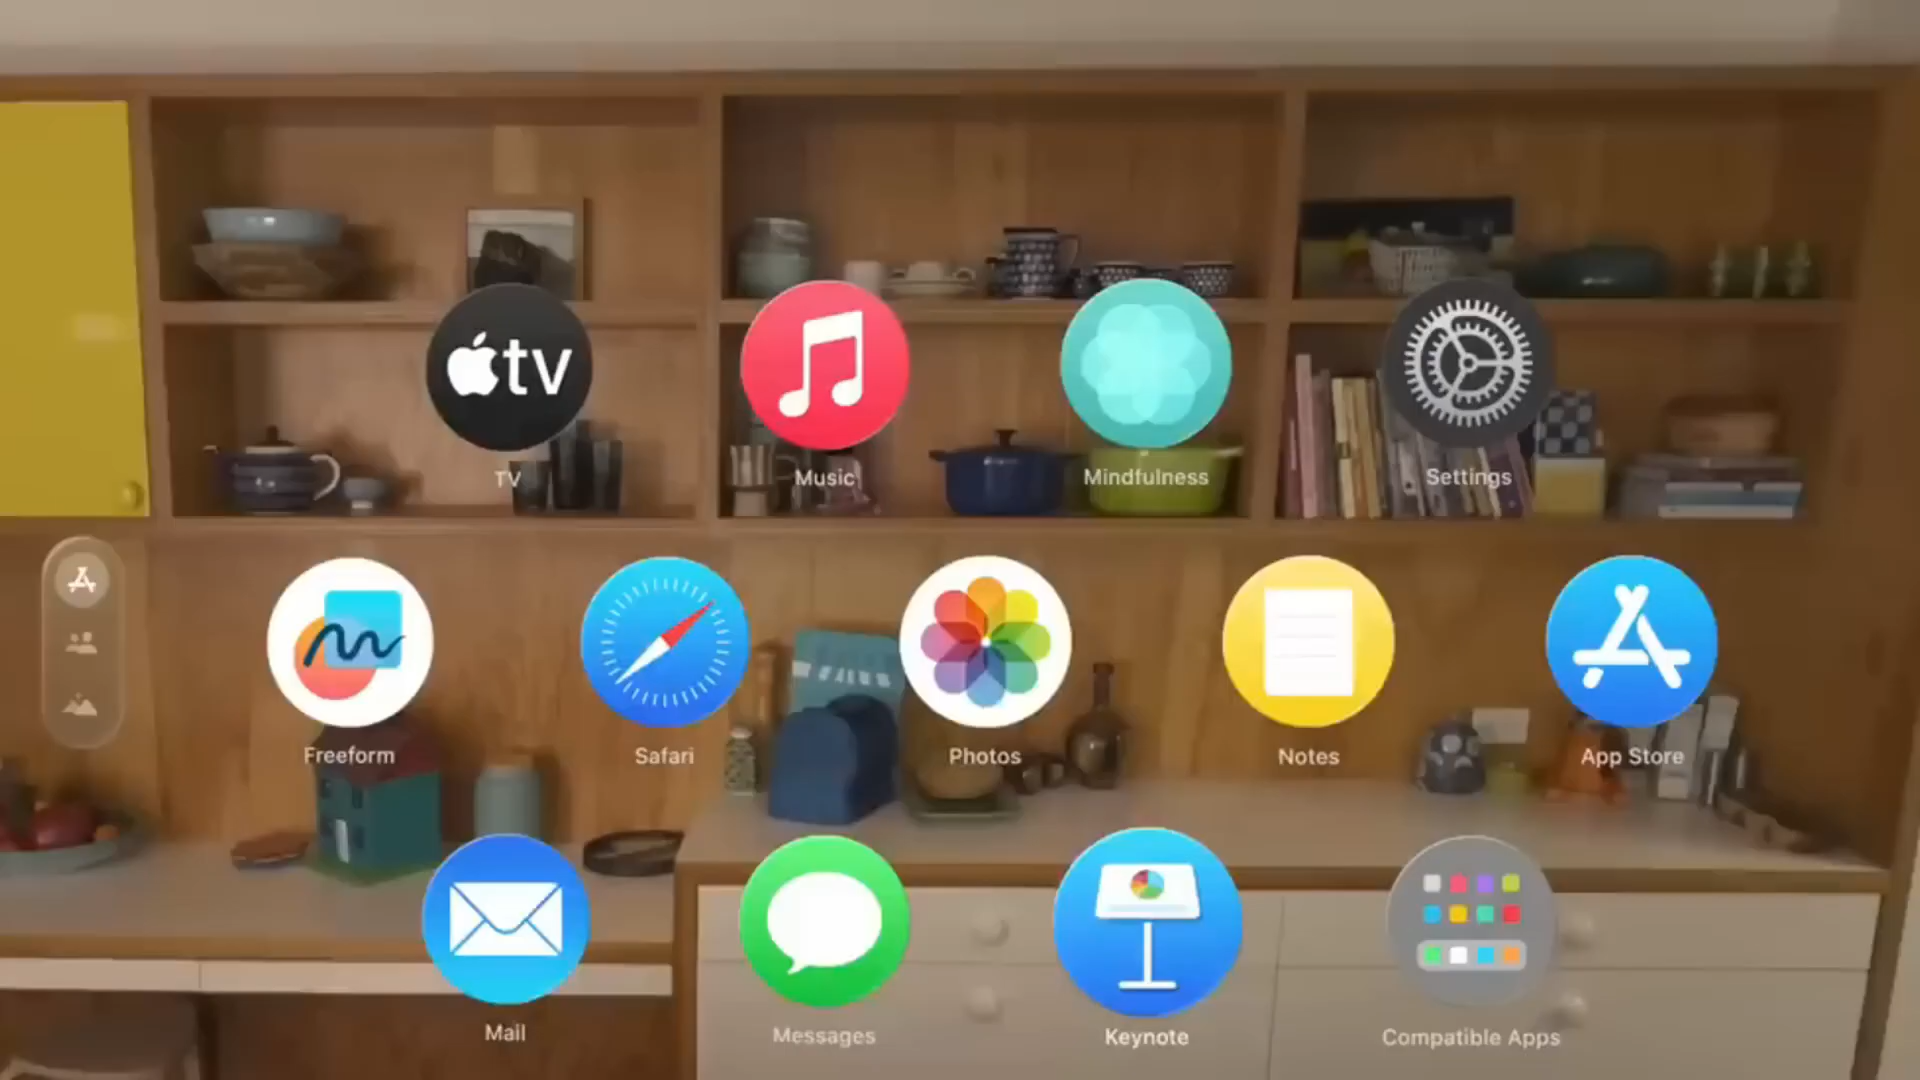 tv
TV
Music
Mindfulness
Settings
Freeform
Safari
Photos
Notes
App Store
Mail
Messages
Keynote
Compatible Apps